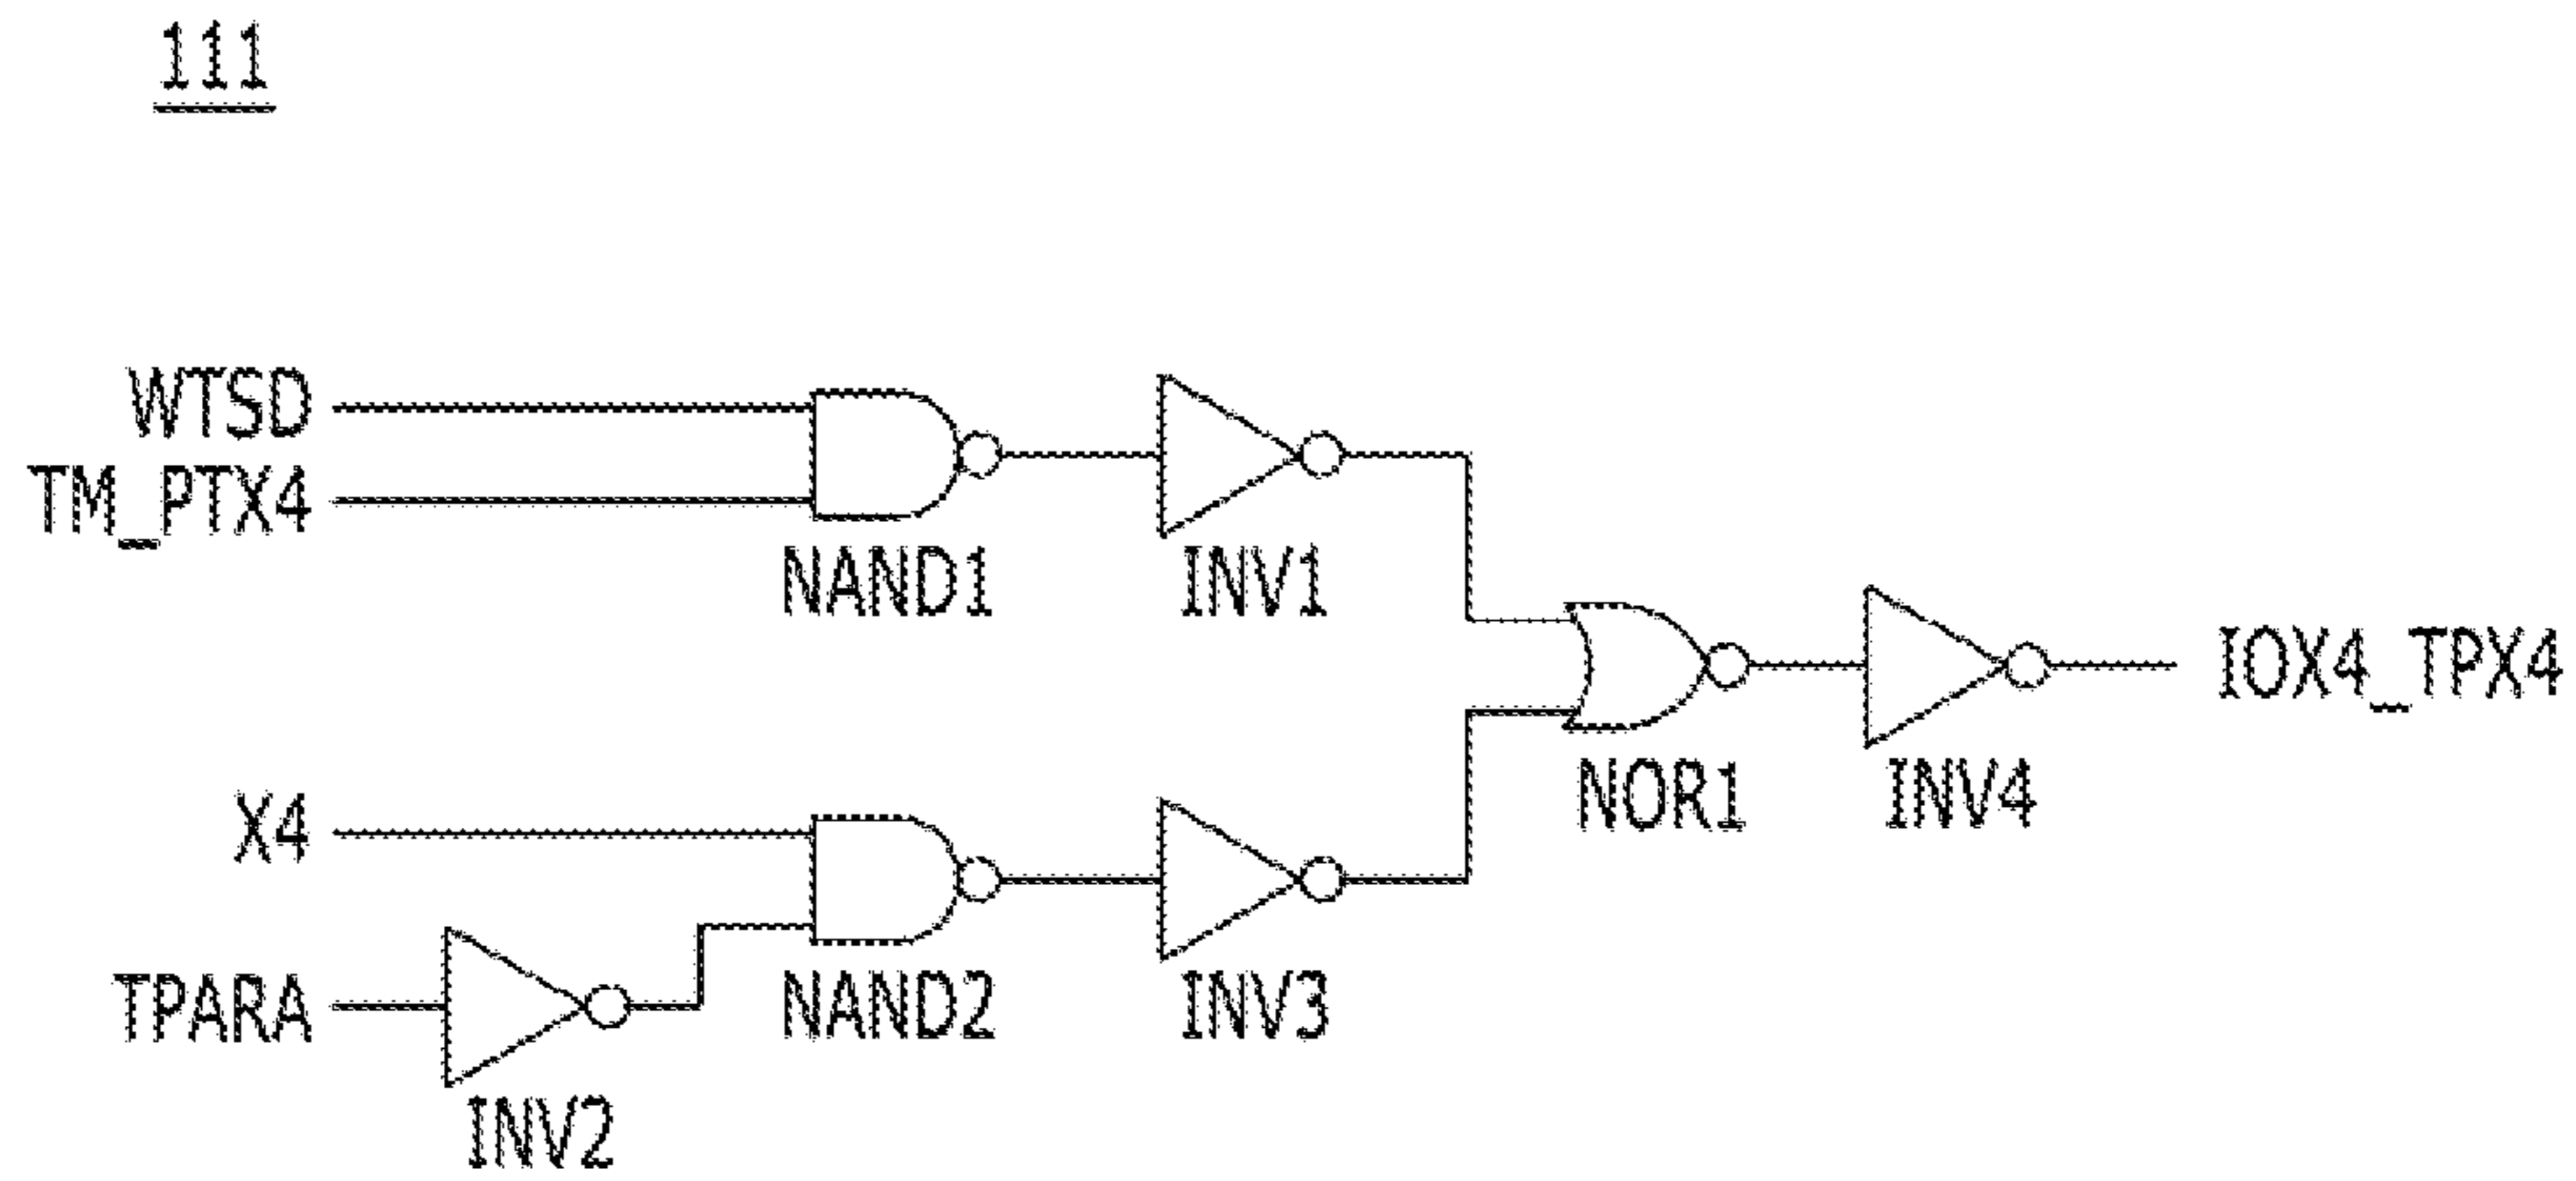 111
WTSD
TM_PTX4
NAND1
INV1
IOX4_TPX4
X4
NOR1
INV4
TPARA
NAND2
INV3
INV2